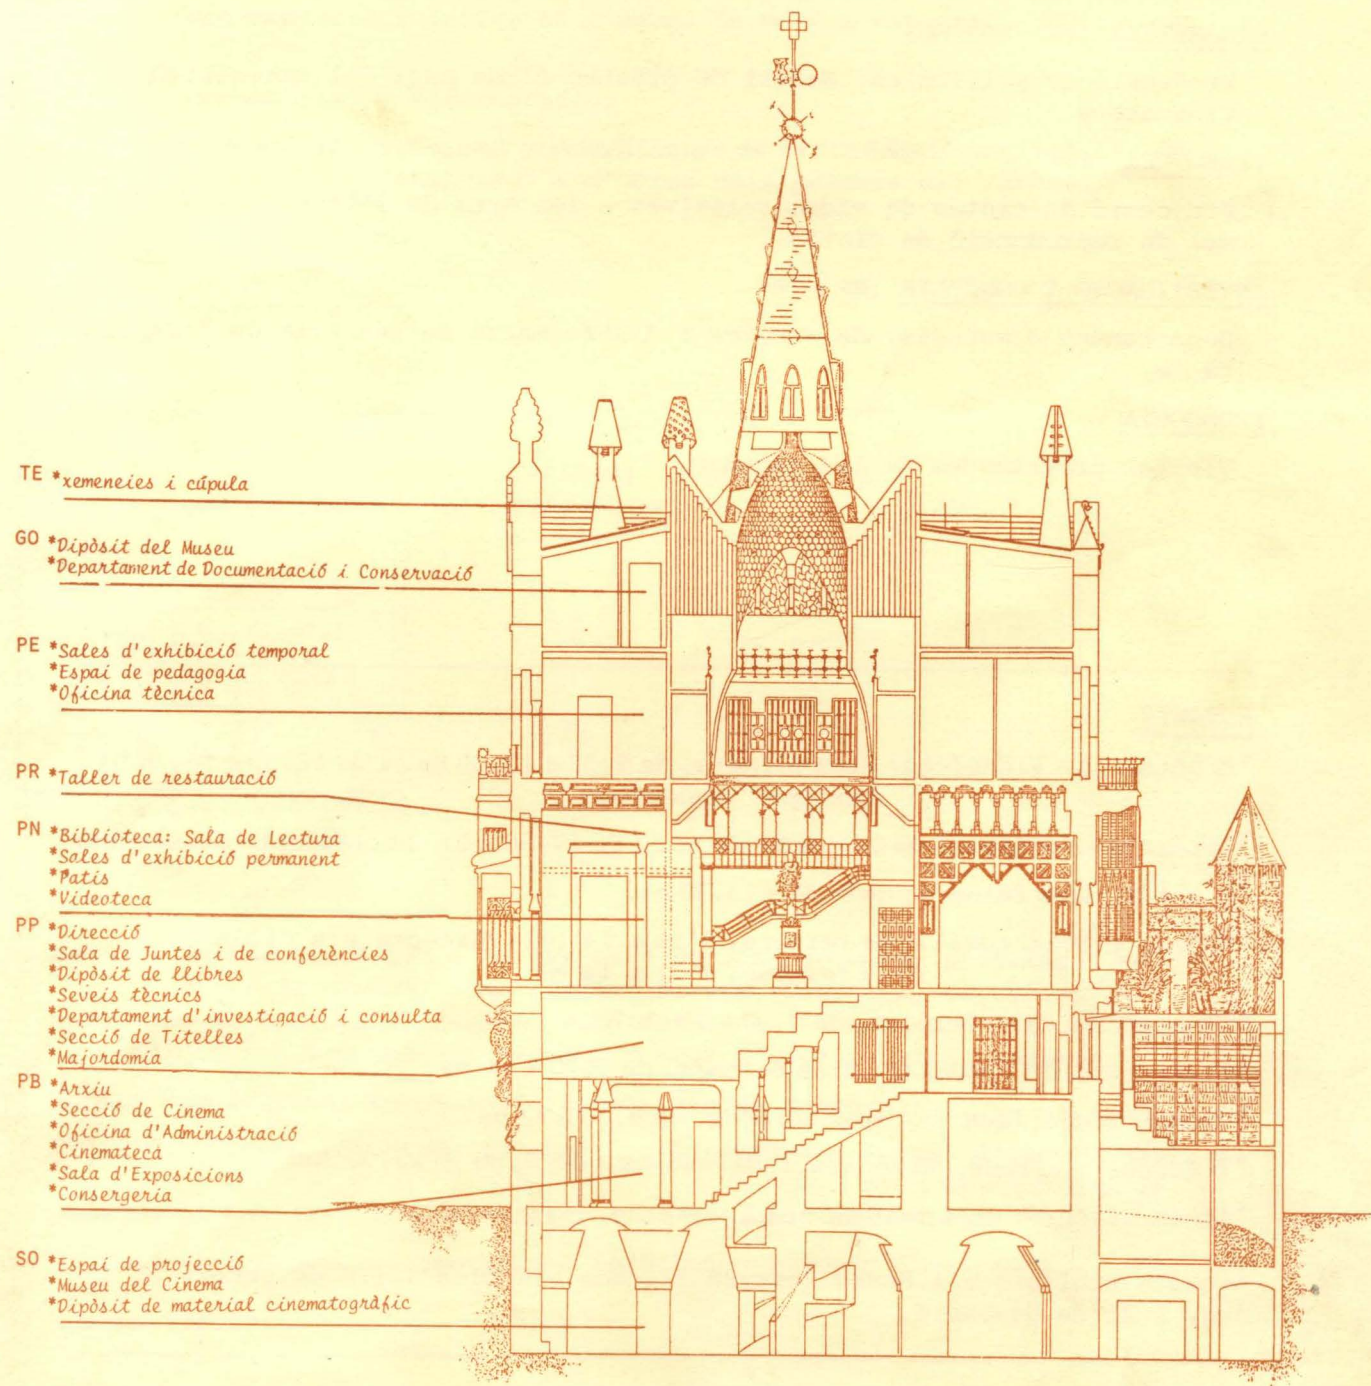 TE *xemeneies i cúpula
GO *Dipòsit del Museu
*Departament de Documentació i Conservació
PE *Sales d'exhibició temporal
*Espai de pedagogia
*Oficina tècnica
PR *Taller de restauració
PN *Biblioteca: Sala de Lectura
*Sales d'exhibició permanent
*Patis
*Videoteca
PP *Direcció
*Sala de Juntes i de conferències
*Dipòsit de llibres
*Seveis tècnics
*Departament d'investigació i consulta
*Secció de Titelles
*Majordomia
PB *Arxiu
*Secció de Cinema
*Oficina d'Administració
*Cinemateca
*Sala d'Exposicions
*Consergeria
SO *Espai de projecció
*Museu del Cinema
*Dipòsit de material cinematogràfic